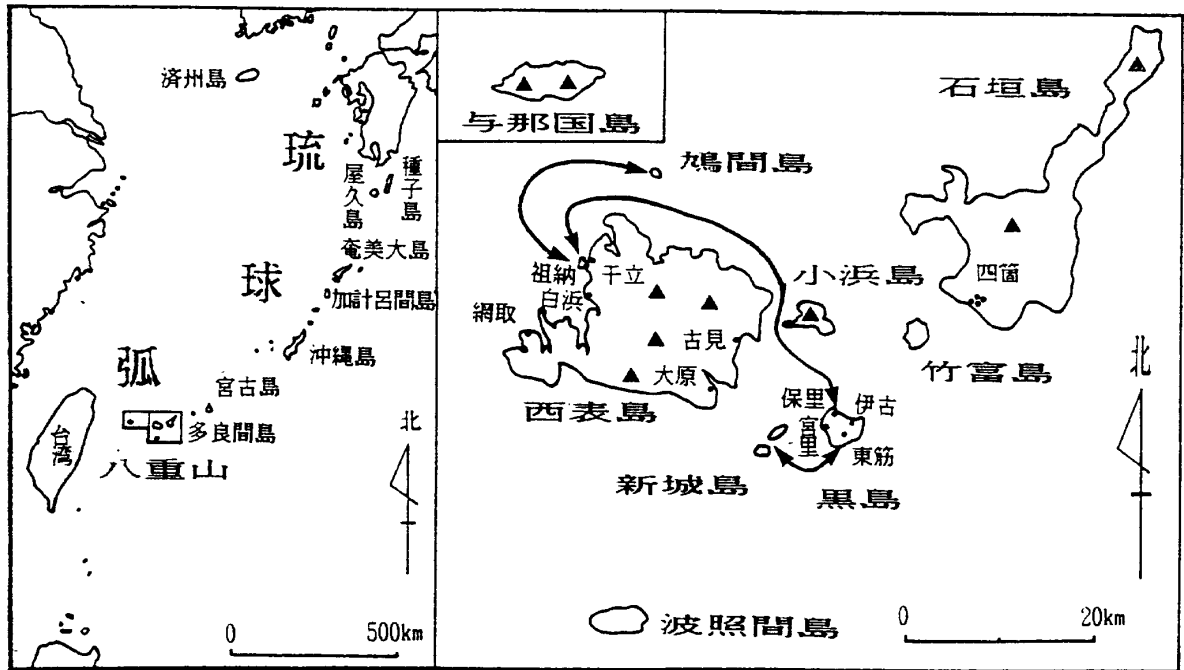 済州島
琉
球
弧
屋久島
種子島
奄美大島
加計呂間島
沖縄島
宮古島
多良間島
八重山
台湾
北
0 500km
与那国島
石垣島
鳩間島
祖納
干立
白浜
網取
古見
大原
西表島
小浜島
四箇
竹富島
保里
伊古
宮里
東筋
新城島
黒島
北
波照間島
0 20km